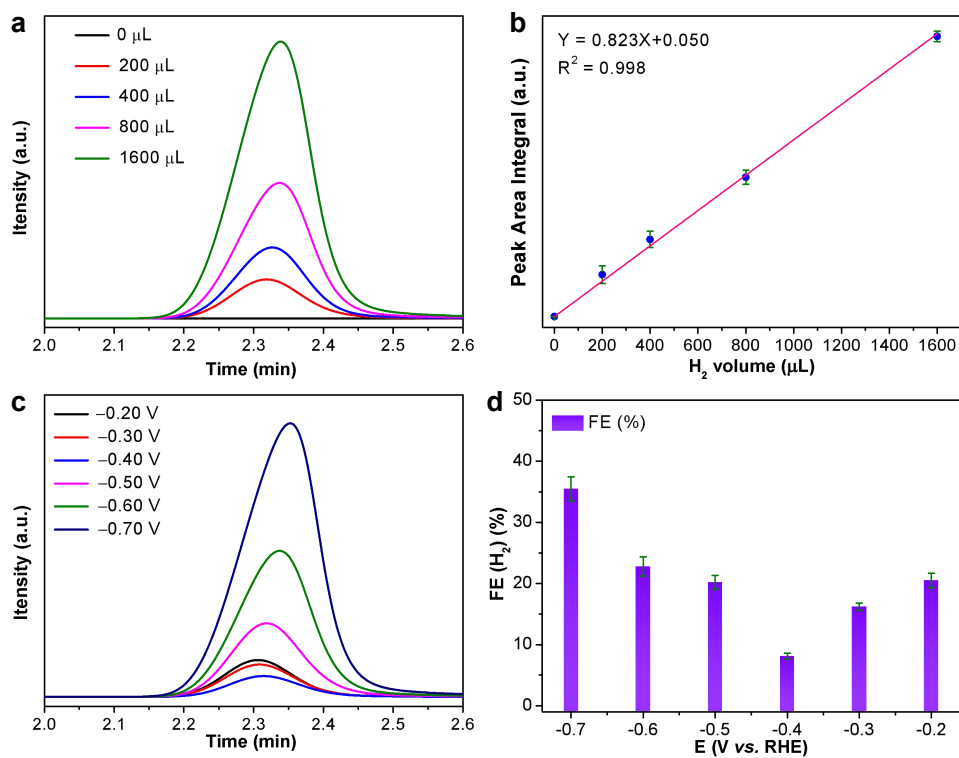 a
0 μL
200 μL
400 μL
800 μL
1600 μL
Itensity (a.u.)
2.0 2.1 2.2 2.3 2.4 2.5 2.6
Time (min)
b
Y = 0.823X+0.050
R² = 0.998
Peak Area Integral (a.u.)
0 200 400 600 800 1000 1200 1400 1600
H₂ volume (μL)
c
−0.20 V
−0.30 V
−0.40 V
−0.50 V
−0.60 V
−0.70 V
Itensity (a.u.)
2.0 2.1 2.2 2.3 2.4 2.5 2.6
Time (min)
d
FE (%)
FE (H₂) (%)
50
40
30
20
10
0
-0.7 -0.6 -0.5 -0.4 -0.3 -0.2
E (V vs. RHE)